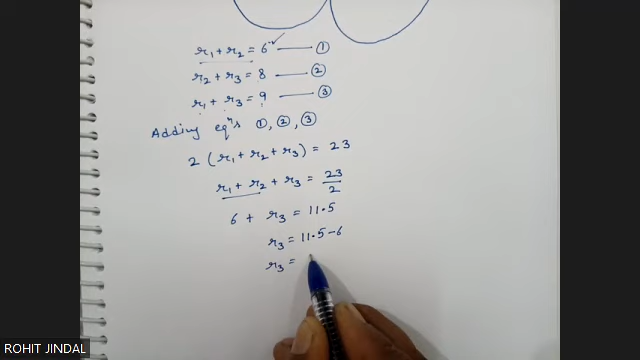 r₁ + r₂ = 6 ✓ —— ①
r₂ + r₃ = 8 —— ②
r₁ + r₃ = 9 —— ③
Adding eqⁿs ①, ②, ③
2 (r₁ + r₂ + r₃) = 23
r₁ + r₂ + r₃ = 23/2
6 + r₃ = 11.5
r₃ = 11.5 - 6
r₃ =
ROHIT JINDAL